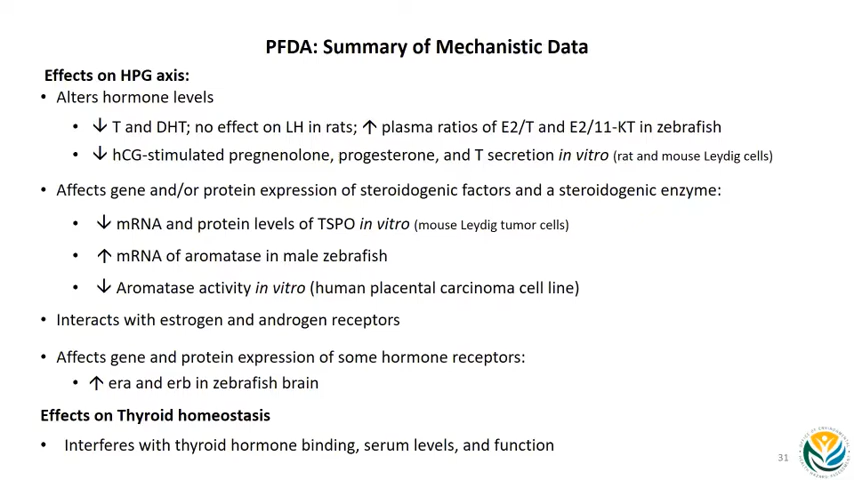 PFDA: Summary of Mechanistic Data
Effects on HPG axis:
• Alters hormone levels
• ↓ T and DHT; no effect on LH in rats; ↑ plasma ratios of E2/T and E2/11-KT in zebrafish
• ↓ hCG-stimulated pregnenolone, progesterone, and T secretion in vitro (rat and mouse Leydig cells)
• Affects gene and/or protein expression of steroidogenic factors and a steroidogenic enzyme:
• ↓ mRNA and protein levels of TSPO in vitro (mouse Leydig tumor cells)
• ↑ mRNA of aromatase in male zebrafish
• ↓ Aromatase activity in vitro (human placental carcinoma cell line)
• Interacts with estrogen and androgen receptors
• Affects gene and protein expression of some hormone receptors:
• ↑ era and erb in zebrafish brain
Effects on Thyroid homeostasis
• Interferes with thyroid hormone binding, serum levels, and function
31